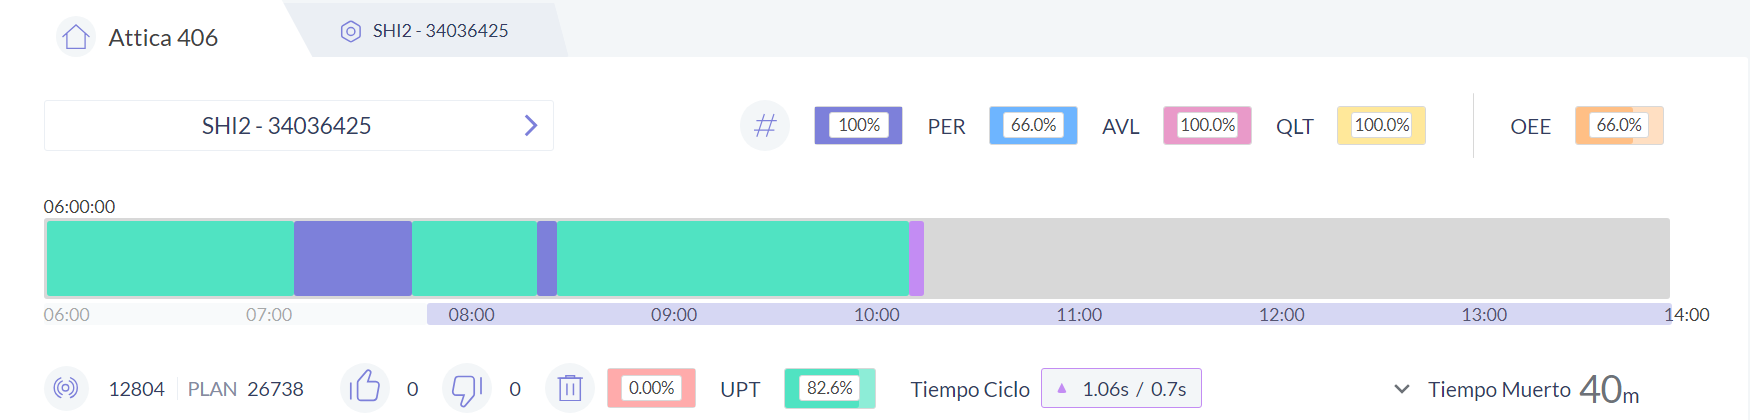 Attica 406
SHI2 - 34036425
SHI2 - 34036425
# 100% PER 66.0% AVL 100.0% QLT 100.0% OEE 66.0%
06:00:00
06:00 07:00 08:00 09:00 10:00 11:00 12:00 13:00 14:00
12804 PLAN 26738 0 0 0.00% UPT 82.6% Tiempo Ciclo ▲ 1.06s / 0.7s Tiempo Muerto 40m